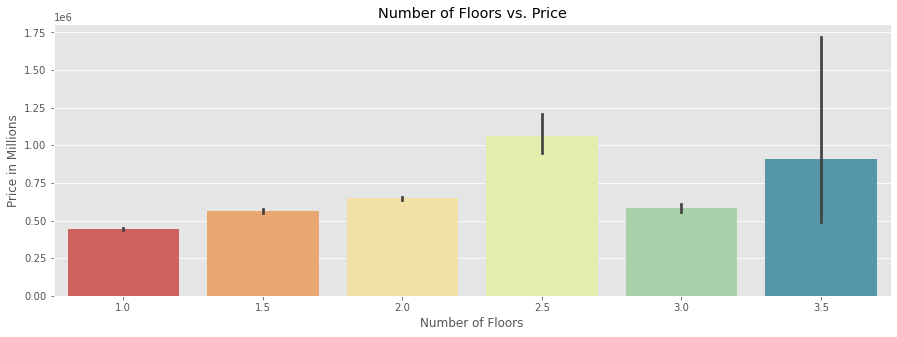 Number of Floors vs. Price
1e6
1.75
1.50
1.25
1.00
0.75
0.50
0.25
0.00
Price in Millions
1.0 1.5 2.0 2.5 3.0 3.5
Number of Floors